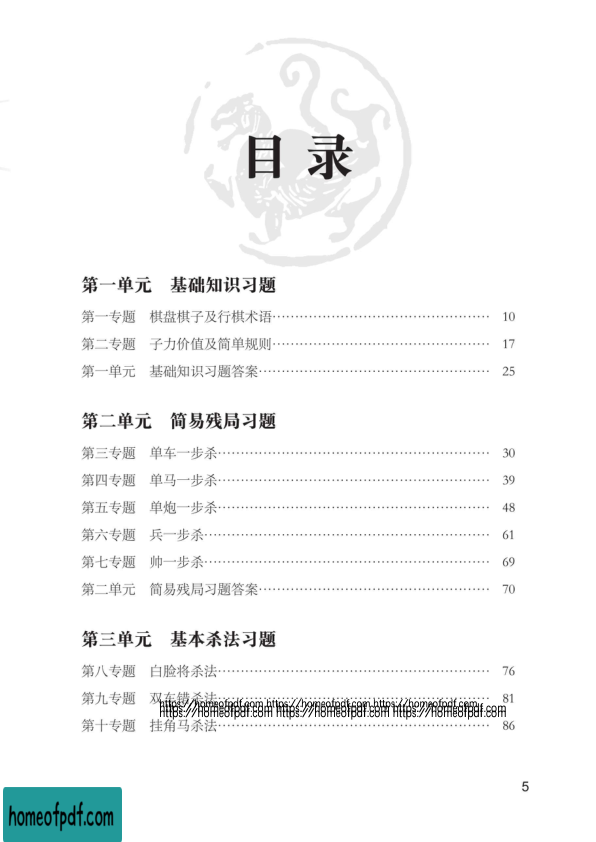 目录
第一单元 基础知识习题
第一专题 棋盘棋子及行棋术语 10
第二专题 子力价值及简单规则 17
第一单元 基础知识习题答案 25
第二单元 简易残局习题
第三专题 单车一步杀 30
第四专题 单马一步杀 39
第五专题 单炮一步杀 48
第六专题 兵一步杀 61
第七专题 帅一步杀 69
第二单元 简易残局习题答案 70
第三单元 基本杀法习题
第八专题 白脸将杀法 76
第九专题 双车错杀法 81
https://homeofpdf.com https://homeofpdf.com https://homeofpdf.com
https://homeofpdf.com https://homeofpdf.com https://homeofpdf.com
第十专题 挂角马杀法 86
5
homeofpdf.com